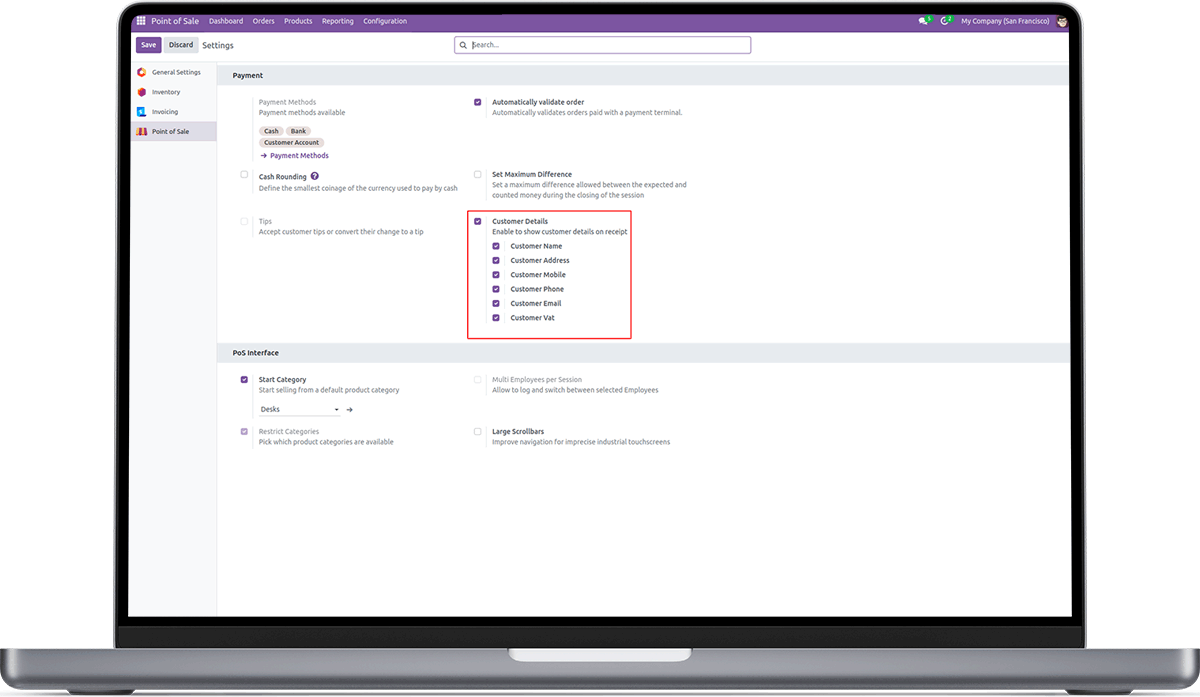 Point of Sale Dashboard Orders Products Reporting Configuration 5 2 My Company (San Francisco)
Save Discard Settings Search...
General Settings
Inventory
Invoicing
Point of Sale
Payment
Payment Methods
Payment methods available
Cash Bank
Customer Account
→ Payment Methods
Automatically validate order
Automatically validates orders paid with a payment terminal.
Cash Rounding ?
Define the smallest coinage of the currency used to pay by cash
Set Maximum Difference
Set a maximum difference allowed between the expected and
counted money during the closing of the session
Tips
Accept customer tips or convert their change to a tip
Customer Details
Enable to show customer details on receipt
Customer Name
Customer Address
Customer Mobile
Customer Phone
Customer Email
Customer Vat
PoS Interface
Start Category
Start selling from a default product category
Desks
Multi Employees per Session
Allow to log and switch between selected Employees
Restrict Categories
Pick which product categories are available
Large Scrollbars
Improve navigation for imprecise industrial touchscreens